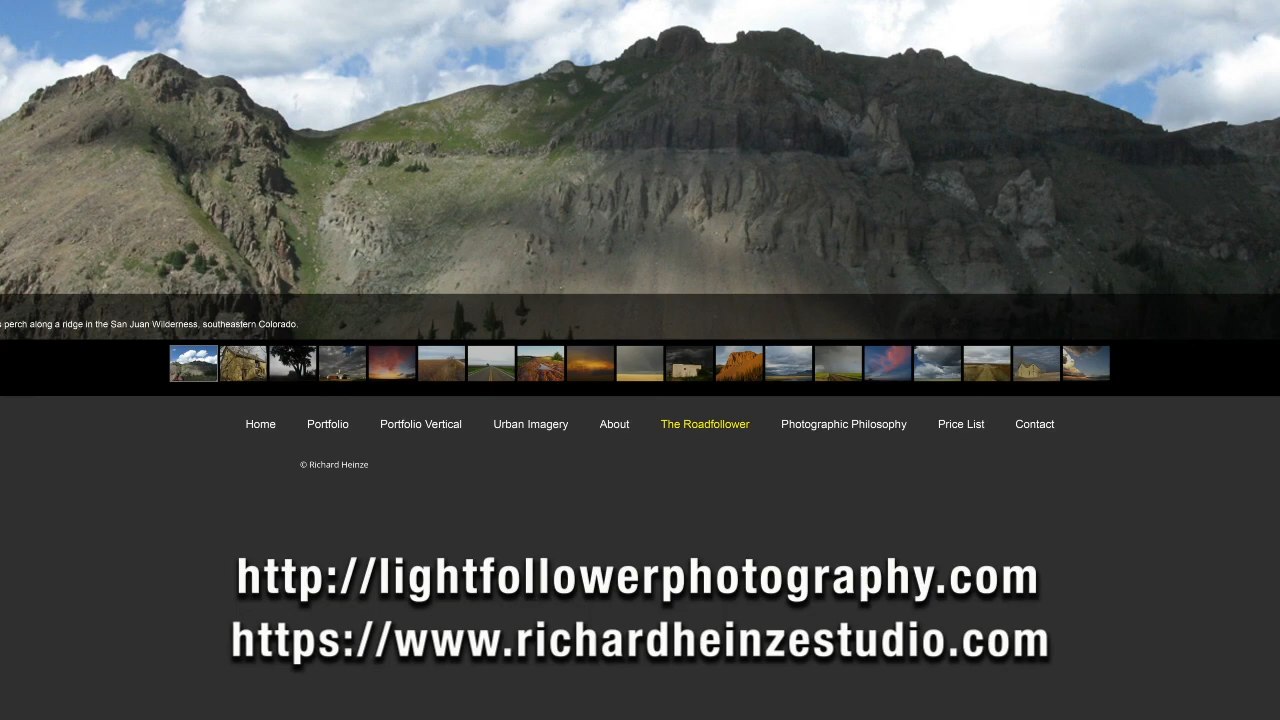 perch along a ridge in the San Juan Wilderness, southeastern Colorado.
Home Portfolio Portfolio Vertical Urban Imagery About The Roadfollower Photographic Philosophy Price List Contact
© Richard Heinze
http://lightfollowerphotography.com
https://www.richardheinzestudio.com